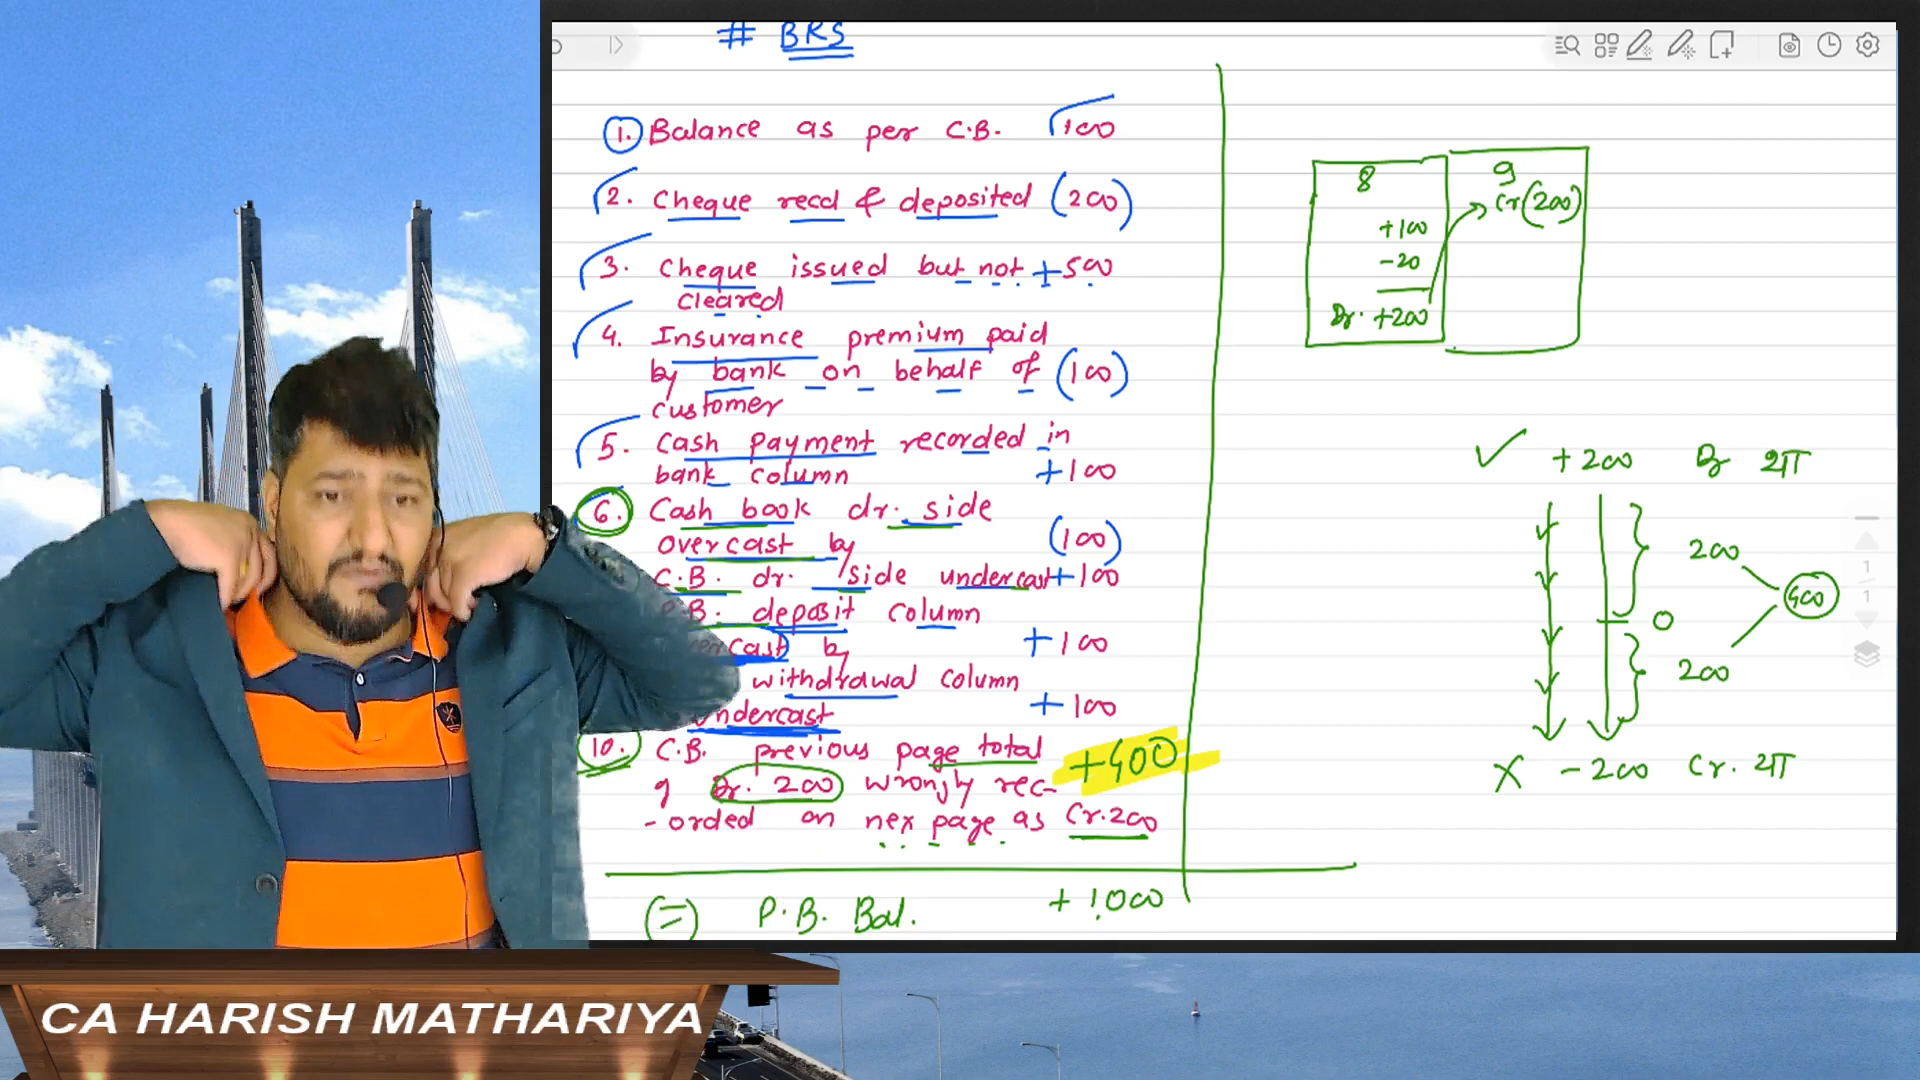 # BRS
1. Balance as per C.B. 100
2. Cheque recd & deposited (200)
3. Cheque issued but not +500
cleared
4. Insurance premium paid
by bank on behalf of (100)
customer
5. Cash payment recorded in
bank column +100
6. Cash book dr. side
overcast by (100)
C.B. dr. side undercast +100
B. deposit column
cast by +100
withdrawal column
undercast +100
10. C.B. previous page total +400
of Dr. 200 wrongly rec-
-orded on nex page as Cr.200
(=) P.B. Bal. +1000
8
+100
-20
Dr. +200
9
Cr (200)
+200 Dr
200
0
400
200
-200 Cr.
1
1
CA HARISH MATHARIYA